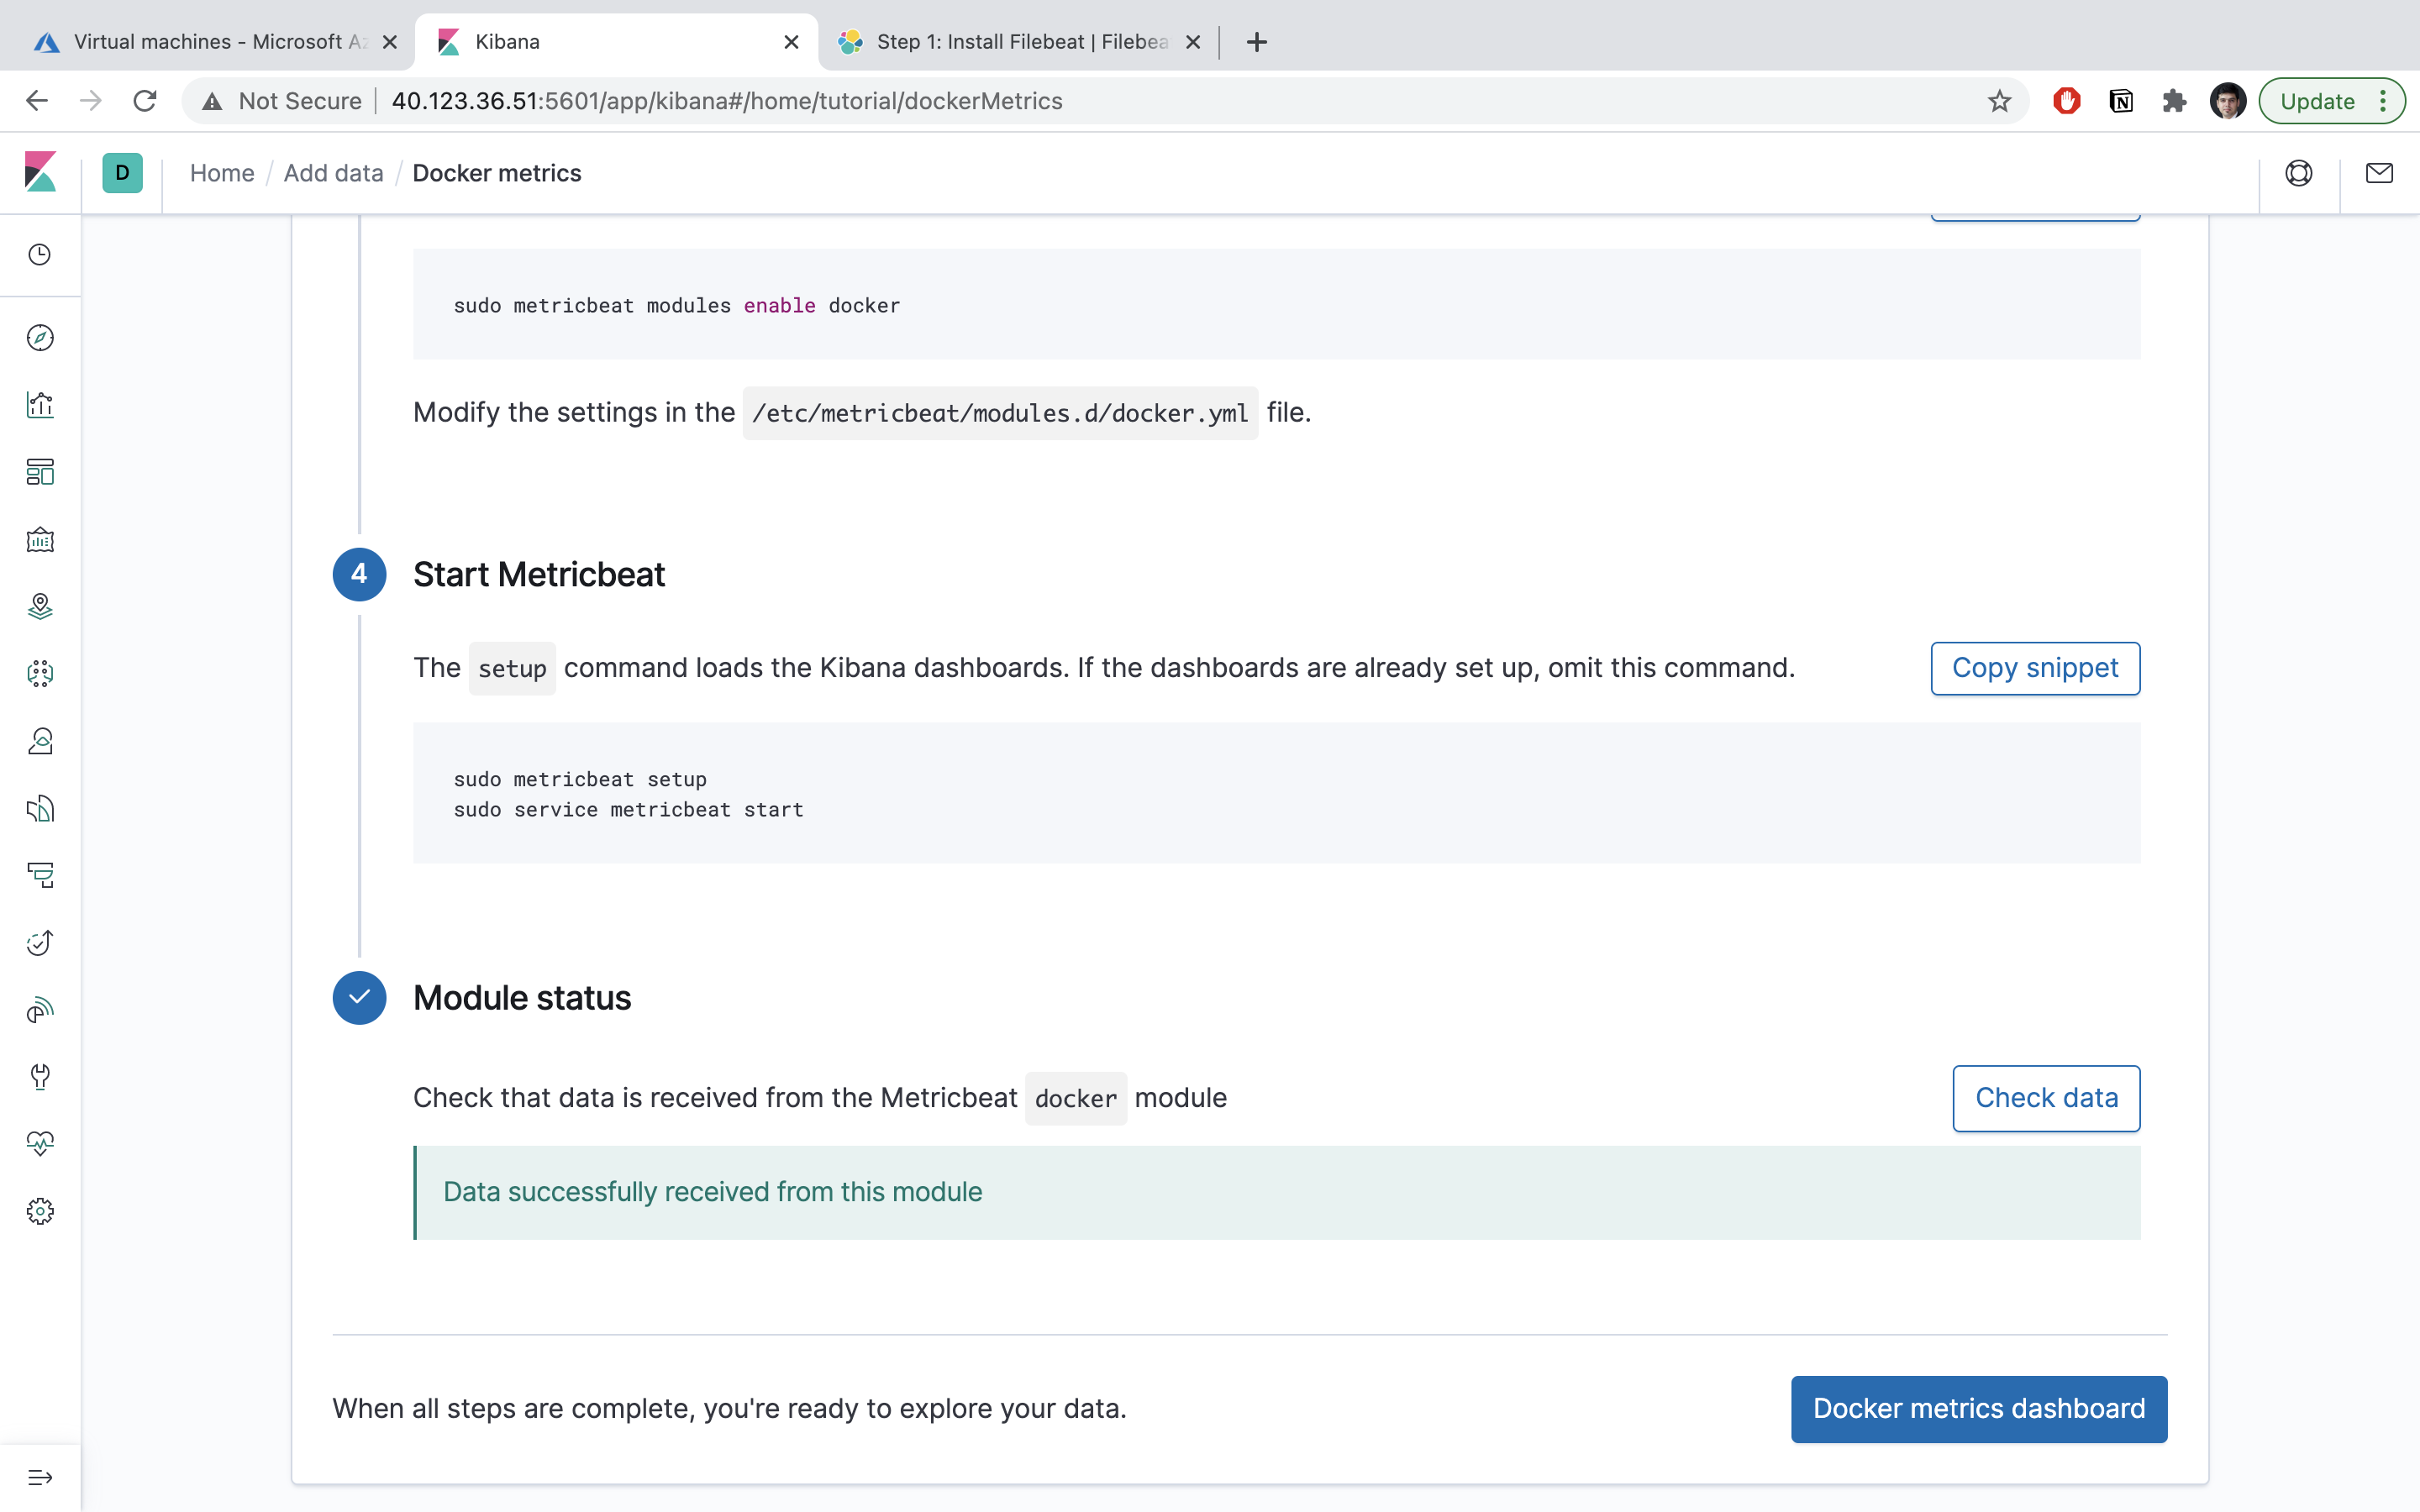 Virtual machines - Microsoft Az
Kibana
Step 1: Install Filebeat | Filebea
Not Secure
40.123.36.51:5601/app/kibana#/home/tutorial/dockerMetrics
Update
D
Home / Add data / Docker metrics
sudo metricbeat modules enable docker
Modify the settings in the /etc/metricbeat/modules.d/docker.yml file.
4
Start Metricbeat
The setup command loads the Kibana dashboards. If the dashboards are already set up, omit this command.
Copy snippet
sudo metricbeat setup
sudo service metricbeat start
Module status
Check that data is received from the Metricbeat docker module
Check data
Data successfully received from this module
When all steps are complete, you're ready to explore your data.
Docker metrics dashboard